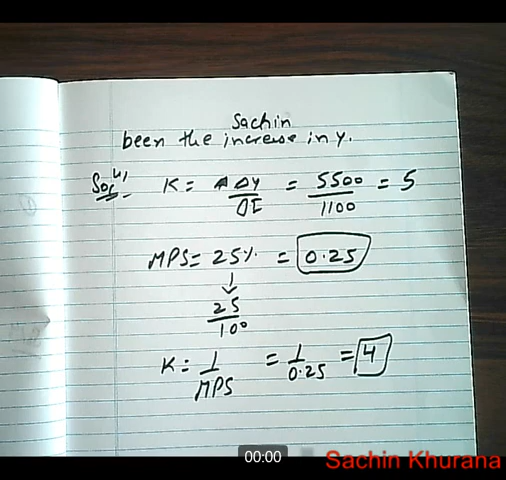 Sachin
been the increase in Y.
Sol^n. K = ΔY/ΔI = 5500/1100 = 5
MPS = 25% = 0.25
↓
25/100
K = 1/MPS = 1/0.25 = 4
00:00
Sachin Khurana